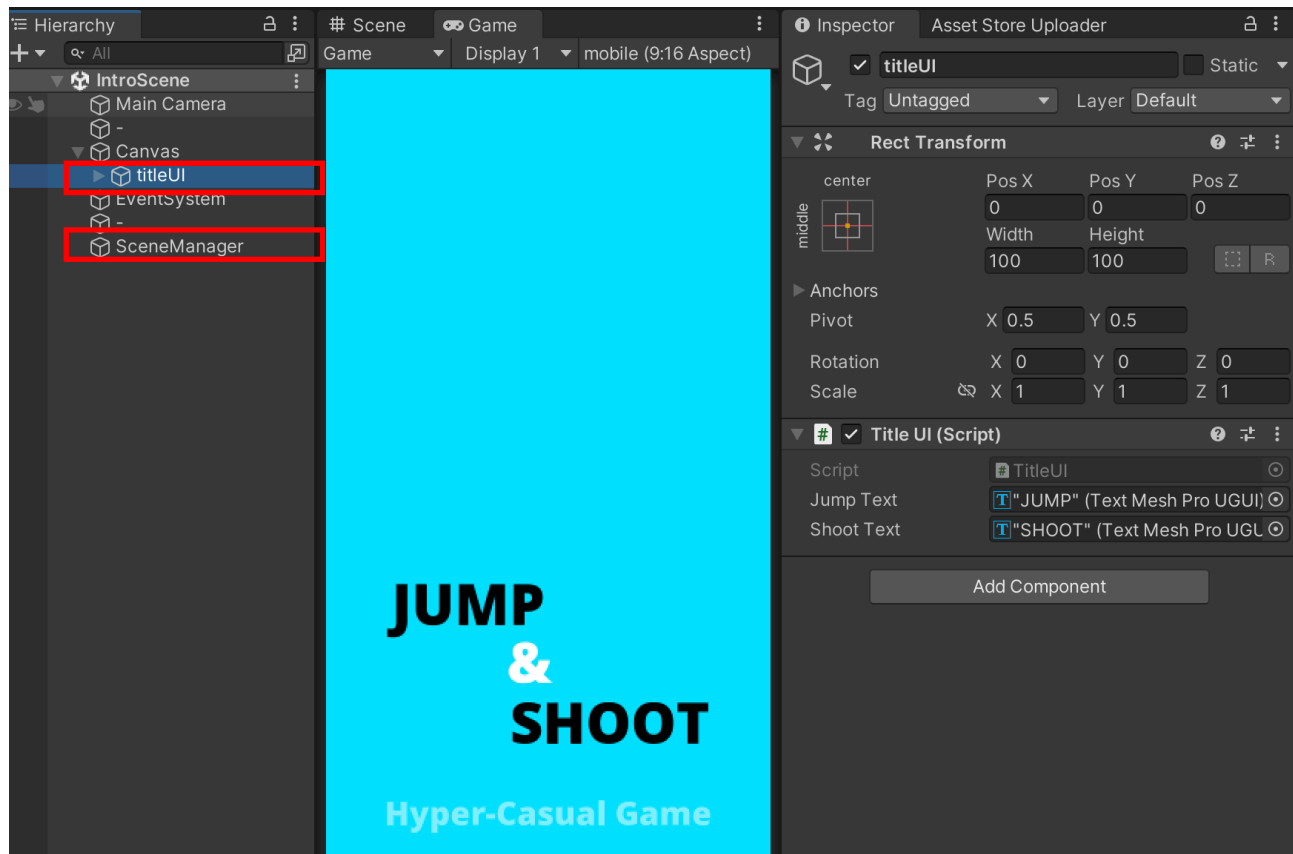 Hierarchy
All
IntroScene
Main Camera
-
Canvas
titleUI
EventSystem
-
SceneManager
Scene Game
Game Display 1 mobile (9:16 Aspect)
JUMP
&
SHOOT
Hyper-Casual Game
Inspector Asset Store Uploader
titleUI Static
Tag Untagged Layer Default
Rect Transform
center Pos X Pos Y Pos Z
middle 0 0 0
Width Height
100 100 R
Anchors
Pivot X 0.5 Y 0.5
Rotation X 0 Y 0 Z 0
Scale X 1 Y 1 Z 1
# Title UI (Script)
Script # TitleUI
Jump Text "JUMP" (Text Mesh Pro UGUI)
Shoot Text "SHOOT" (Text Mesh Pro UGU
Add Component